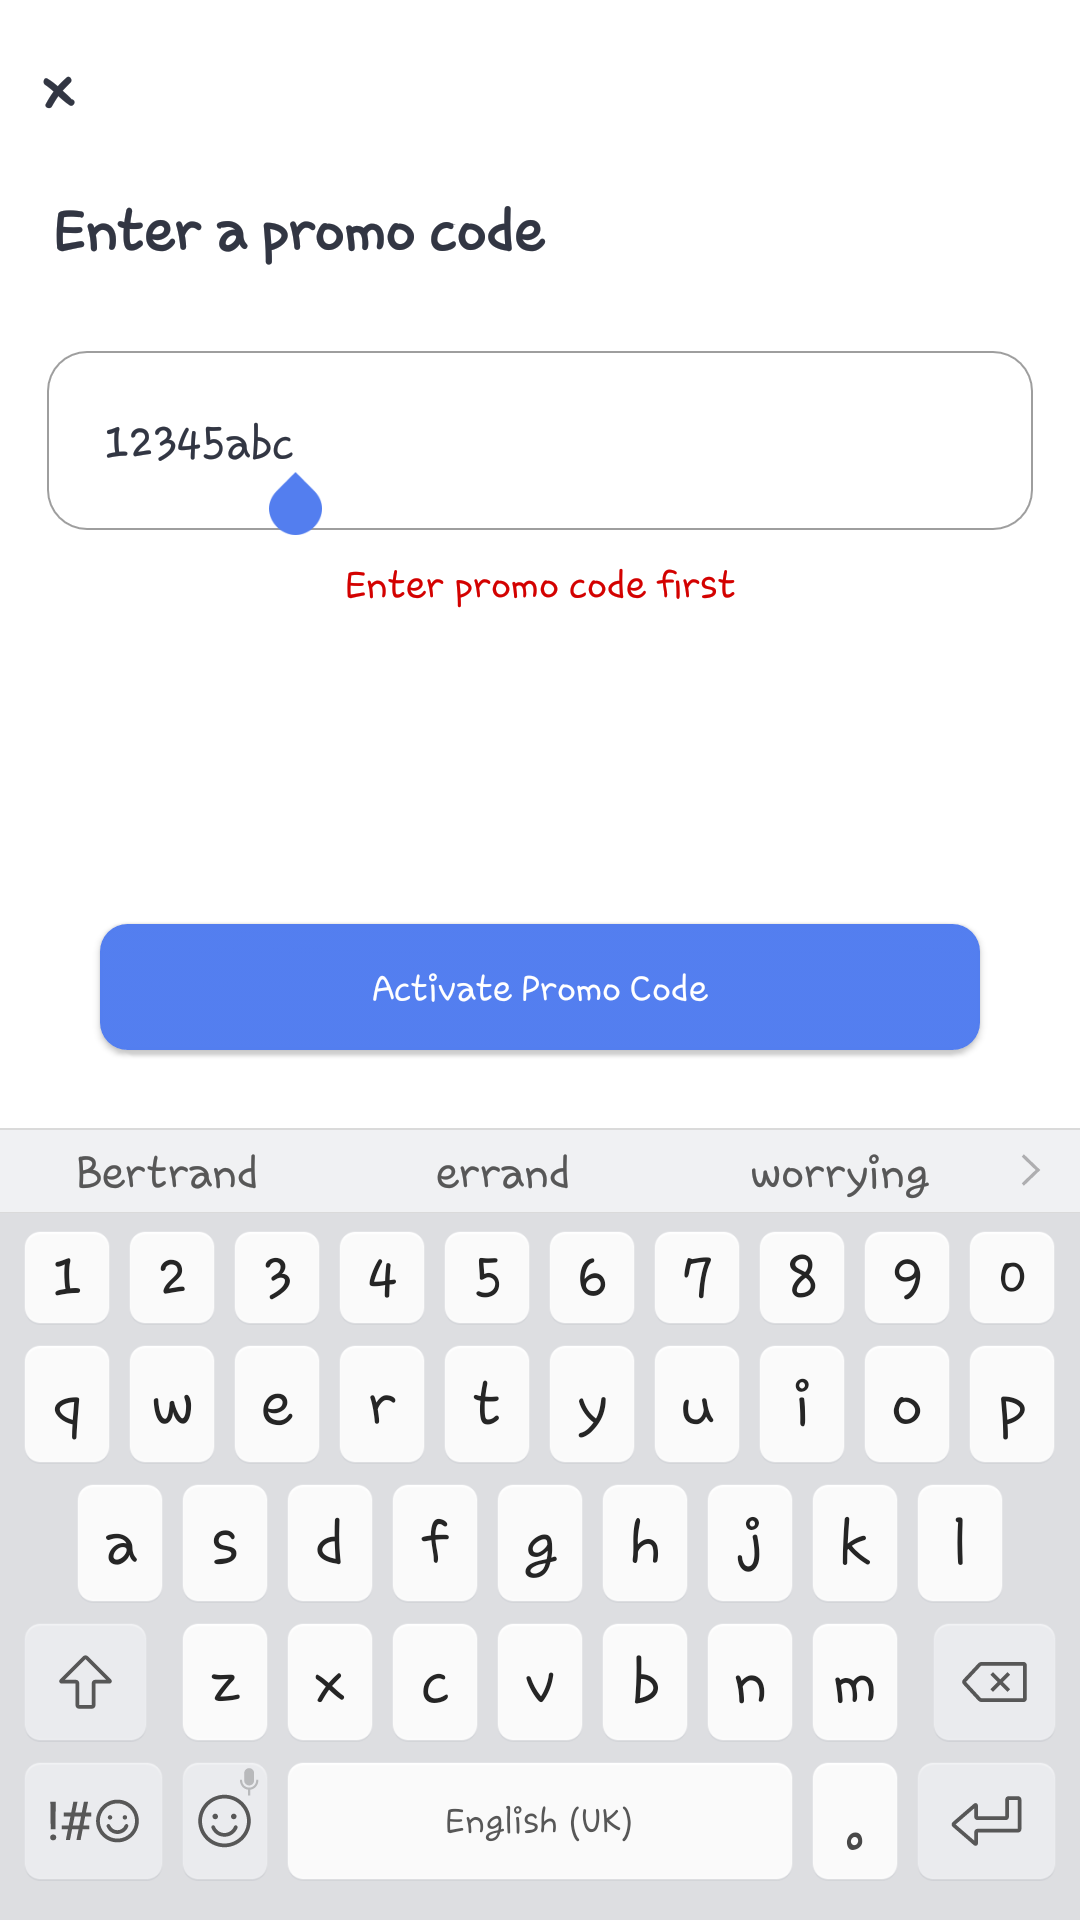 Enter a promo code
12345abc
Enter promo code first
Activate Promo Code
Bertrand errand worrying
1 2 3 4 5 6 7 8 9 0
q w e r t y u i o p
a s d f g h j k l
z x c v b n m
!#☺ English (UK) .